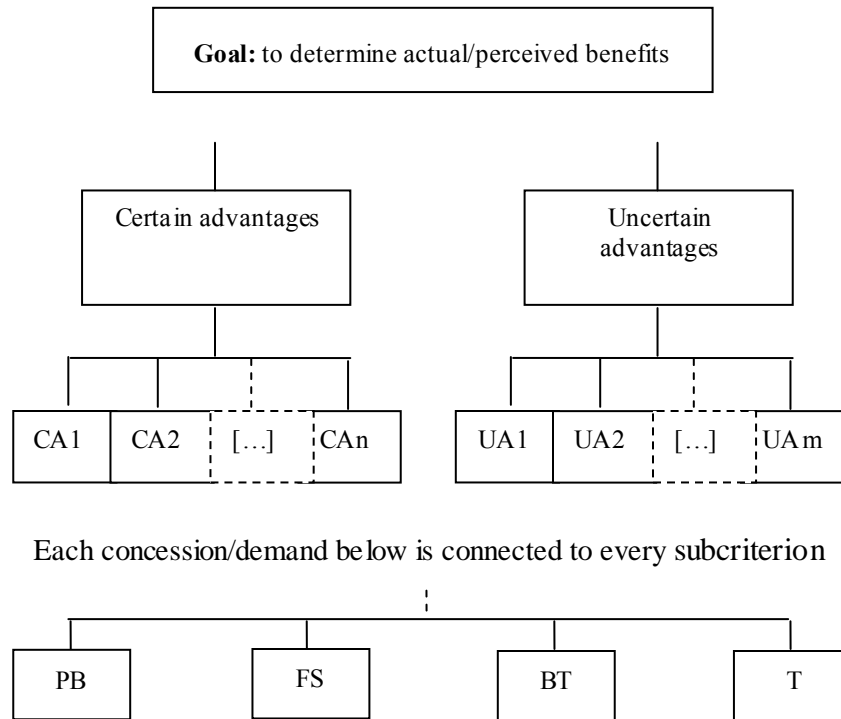 Goal: to determine actual/perceived benefits
Certain advantages
Uncertain
advantages
CA1 CA2 […] CAn
UA1 UA2 […] UAm
Each concession/demand below is connected to every subcriterion
PB FS BT T